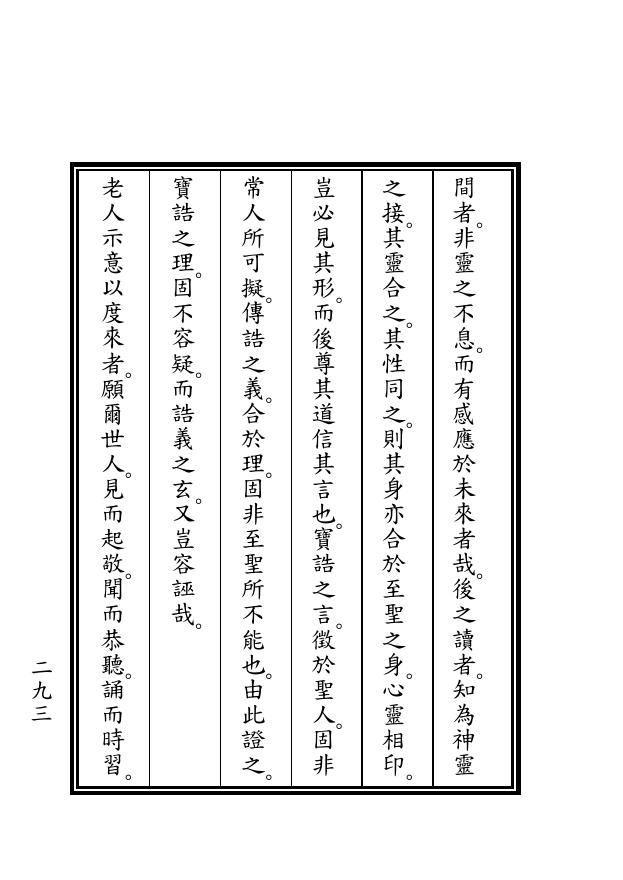 間者。非靈之不息。而有感應於未來者哉。後之讀者。知為神靈
之接。其靈合之。其性同之。則其身亦合於至聖之身。心靈相印。
豈必見其形。而後尊其道信其言也。寶誥之言。徵於聖人。固非
常人所可擬。傳誥之義。合於理。固非至聖所不能也。由此證之。
寶誥之理。固不容疑。而誥義之玄。又豈容誣哉。
老人示意以度來者。願爾世人。見而起敬。聞而恭聽。誦而時習。
二九三